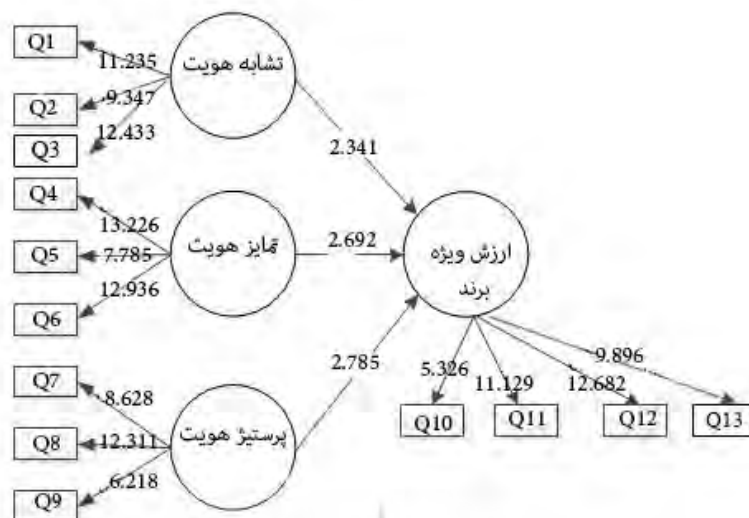 Q1
11.235
تشابه هویت
Q2
9.347
Q3
12.433
2.341
Q4
13.226
تمایز هویت
Q5
7.785
2.692
ارزش ویژه
برند
Q6
12.936
Q7
8.628
2.785
پرستیژ هویت
Q8
12.311
Q9
6.218
5.326
11.129
12.682
9.896
Q10
Q11
Q12
Q13